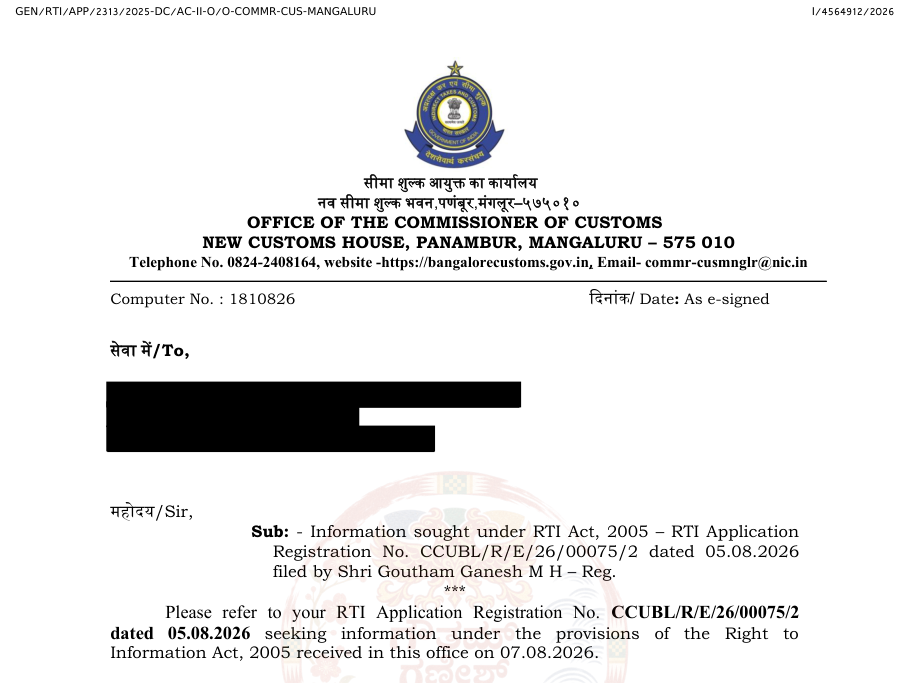 GEN/RTI/APP/2313/2025-DC/AC-II-O/O-COMMR-CUS-MANGALURU
I/4564912/2026
सीमा शुल्क आयुक्त का कार्यालय
नव सीमा शुल्क भवन,पणंबूर,मंगलूर–५७५०१०
OFFICE OF THE COMMISSIONER OF CUSTOMS
NEW CUSTOMS HOUSE, PANAMBUR, MANGALURU – 575 010
Telephone No. 0824-2408164, website -https://bangalorecustoms.gov.in, Email- commr-cusmnglr@nic.in
Computer No. : 1810826
दिनांक/ Date: As e-signed
सेवा में/To,
महोदय/Sir,
Sub: - Information sought under RTI Act, 2005 – RTI Application
Registration No. CCUBL/R/E/26/00075/2 dated 05.08.2026
filed by Shri Goutham Ganesh M H – Reg.
***
Please refer to your RTI Application Registration No. CCUBL/R/E/26/00075/2
dated 05.08.2026 seeking information under the provisions of the Right to
Information Act, 2005 received in this office on 07.08.2026.
ಗೌತಮ್
ಗಣೇಶ್